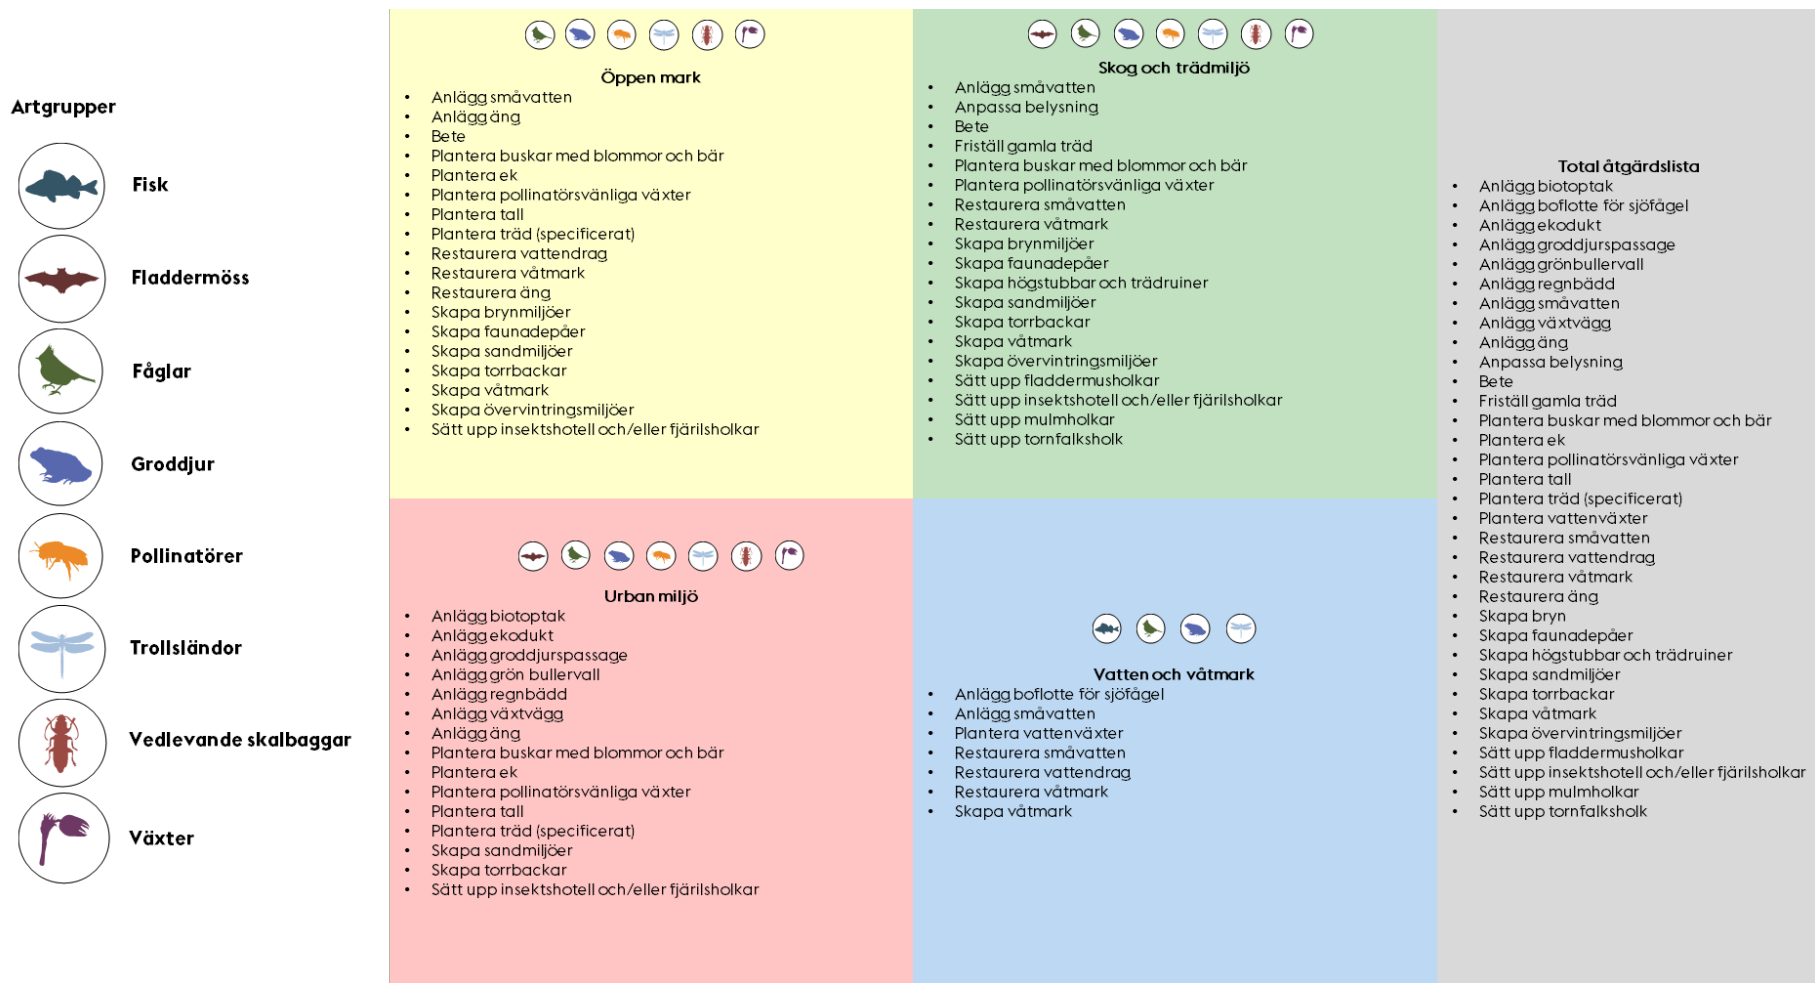 Artgrupper
Fisk
Fladdermöss
Fåglar
Groddjur
Pollinatörer
Trollsländor
Vedlevande skalbaggar
Växter
Öppen mark
• Anlägg småvatten
• Anlägg äng
• Bete
• Plantera buskar med blommor och bär
• Plantera ek
• Plantera pollinatörsvänliga växter
• Plantera tall
• Plantera träd (specificerat)
• Restaurera vattendrag
• Restaurera våtmark
• Restaurera äng
• Skapa brynmiljöer
• Skapa faunadepåer
• Skapa sandmiljöer
• Skapa torrbackar
• Skapa våtmark
• Skapa övervintringsmiljöer
• Sätt upp insektshotell och/eller fjärilsholkar
Skog och trädmiljö
• Anlägg småvatten
• Anpassa belysning
• Bete
• Friställ gamla träd
• Plantera buskar med blommor och bär
• Plantera pollinatörsvänliga växter
• Restaurera småvatten
• Restaurera våtmark
• Skapa brynmiljöer
• Skapa faunadepåer
• Skapa högstubbar och trädruiner
• Skapa sandmiljöer
• Skapa torrbackar
• Skapa våtmark
• Skapa övervintringsmiljöer
• Sätt upp fladdermusholkar
• Sätt upp insektshotell och/eller fjärilsholkar
• Sätt upp mulmholkar
• Sätt upp tornfalksholk
Urban miljö
• Anlägg biotoptak
• Anlägg ekodukt
• Anlägg groddjurspassage
• Anlägg grön bullervall
• Anlägg regnbädd
• Anlägg växtvägg
• Anlägg äng
• Plantera buskar med blommor och bär
• Plantera ek
• Plantera pollinatörsvänliga växter
• Plantera tall
• Plantera träd (specificerat)
• Skapa sandmiljöer
• Skapa torrbackar
• Sätt upp insektshotell och/eller fjärilsholkar
Vatten och våtmark
• Anlägg boflotte för sjöfågel
• Anlägg småvatten
• Plantera vattenväxter
• Restaurera småvatten
• Restaurera vattendrag
• Restaurera våtmark
• Skapa våtmark
Total åtgärdslista
• Anlägg biotoptak
• Anlägg boflotte för sjöfågel
• Anlägg ekodukt
• Anlägg groddjurspassage
• Anlägg grönbullervall
• Anlägg regnbädd
• Anlägg småvatten
• Anlägg växtvägg
• Anlägg äng
• Anpassa belysning
• Bete
• Friställ gamla träd
• Plantera buskar med blommor och bär
• Plantera ek
• Plantera pollinatörsvänliga växter
• Plantera tall
• Plantera träd (specificerat)
• Plantera vattenväxter
• Restaurera småvatten
• Restaurera vattendrag
• Restaurera våtmark
• Restaurera äng
• Skapa bryn
• Skapa faunadepåer
• Skapa högstubbar och trädruiner
• Skapa sandmiljöer
• Skapa torrbackar
• Skapa våtmark
• Skapa övervintringsmiljöer
• Sätt upp fladdermusholkar
• Sätt upp insektshotell och/eller fjärilsholkar
• Sätt upp mulmholkar
• Sätt upp tornfalksholk